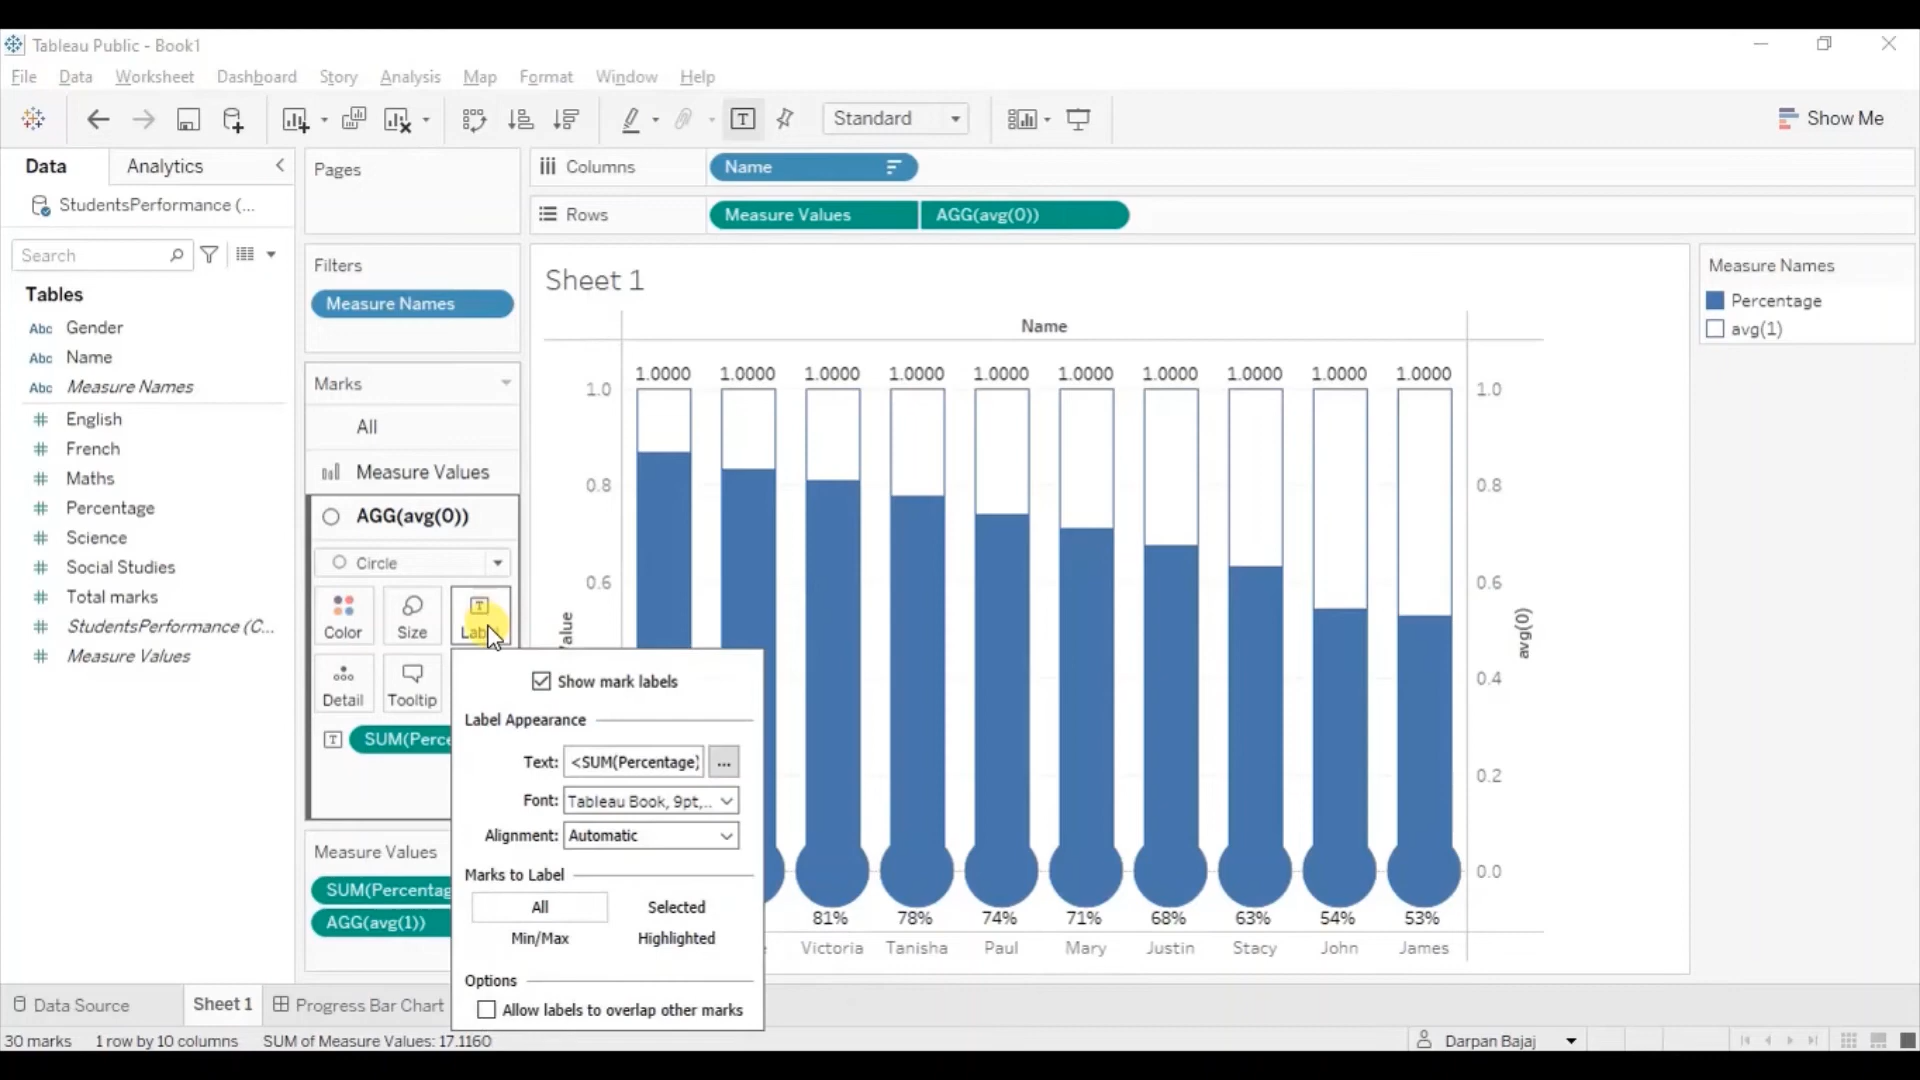 Tableau Public - Book1
File Data Worksheet Dashboard Story Analysis Map Format Window Help
Standard
Show Me
Data Analytics
StudentsPerformance (...
Search
Tables
Abc Gender
Abc Name
Abc Measure Names
# English
# French
# Maths
# Percentage
# Science
# Social Studies
# Total marks
# StudentsPerformance (C...
# Measure Values
Pages
Filters
Measure Names
Marks
All
Measure Values
AGG(avg(0))
Circle
Color Size
Detail Tooltip
T SUM(Perce
Measure Values
SUM(Percentag
AGG(avg(1))
Show mark labels
Label Appearance
Text: <SUM(Percentage) ...
Font: Tableau Book, 9pt,...
Alignment: Automatic
Marks to Label
All Selected
Min/Max Highlighted
Options
Allow labels to overlap other marks
Columns Name
Rows Measure Values AGG(avg(0))
Sheet 1
Name
1.0000 1.0000 1.0000 1.0000 1.0000 1.0000 1.0000 1.0000 1.0000 1.0000
1.0 1.0
0.8 0.8
0.6 0.6
0.4
0.2
0.0
avg(0)
81% 78% 74% 71% 68% 63% 54% 53%
Victoria Tanisha Paul Mary Justin Stacy John James
Measure Names
Percentage
avg(1)
Data Source Sheet 1 Progress Bar Chart
30 marks 1 row by 10 columns SUM of Measure Values: 17.1160
Darpan Bajaj